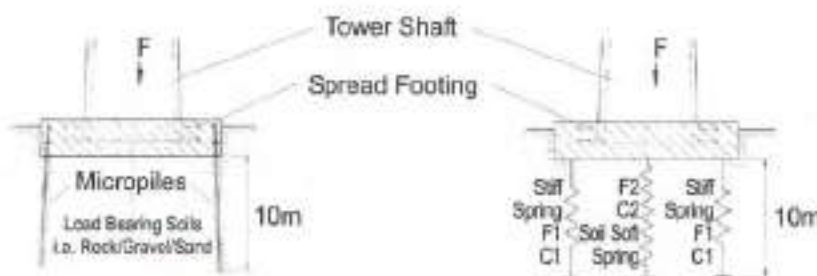 Tower Shaft
F
F
Spread Footing
Micropiles
Load Bearing Soils
i.e. Rock/Gravel/Sand
10m
Stiff
Spring
F1
C1
F2
C2
Soil Soft
Spring
Stiff
Spring
F1
C1
10m